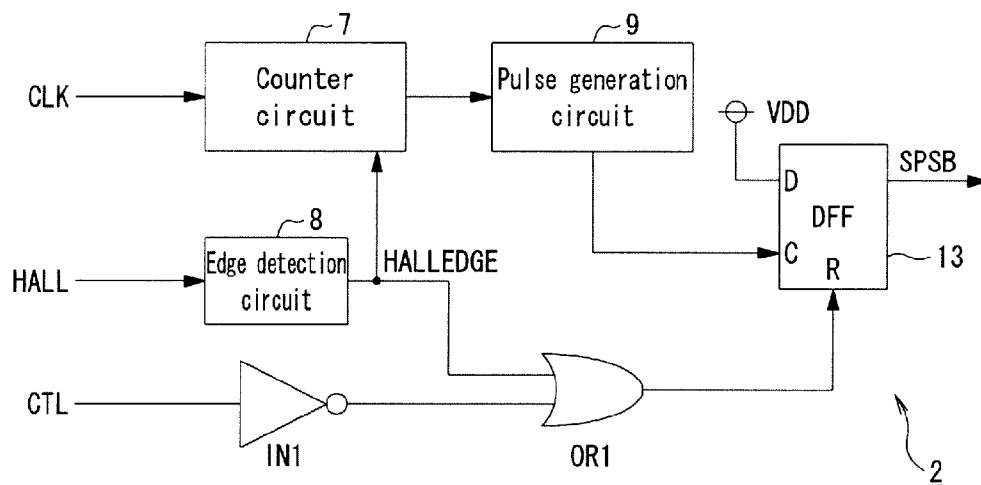 7
9
CLK
Counter
circuit
Pulse generation
circuit
VDD
SPSB
D
DFF
C
R
13
8
HALL
Edge detection
circuit
HALLEDGE
CTL
IN1
OR1
2